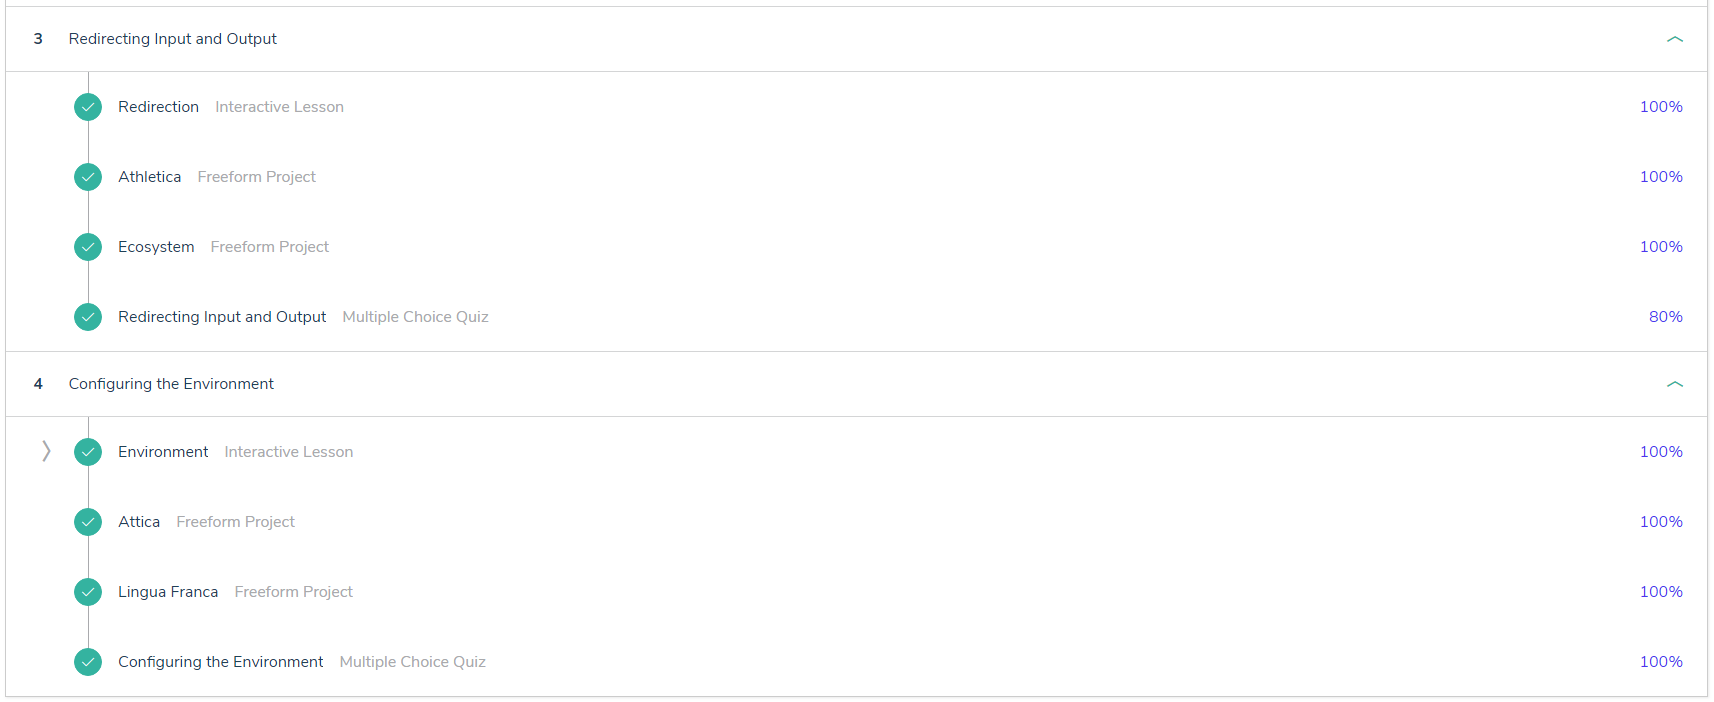 3 Redirecting Input and Output
Redirection Interactive Lesson 100%
Athletica Freeform Project 100%
Ecosystem Freeform Project 100%
Redirecting Input and Output Multiple Choice Quiz 80%
4 Configuring the Environment
Environment Interactive Lesson 100%
Attica Freeform Project 100%
Lingua Franca Freeform Project 100%
Configuring the Environment Multiple Choice Quiz 100%